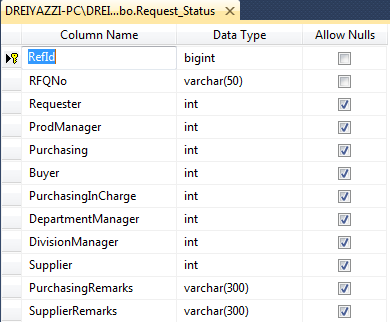 DREIYAZZI-PC\DREI...bo.Request_Status
Column Name Data Type Allow Nulls
RefId bigint
RFQNo varchar(50)
Requester int
ProdManager int
Purchasing int
Buyer int
PurchasingInCharge int
DepartmentManager int
DivisionManager int
Supplier int
PurchasingRemarks varchar(300)
SupplierRemarks varchar(300)